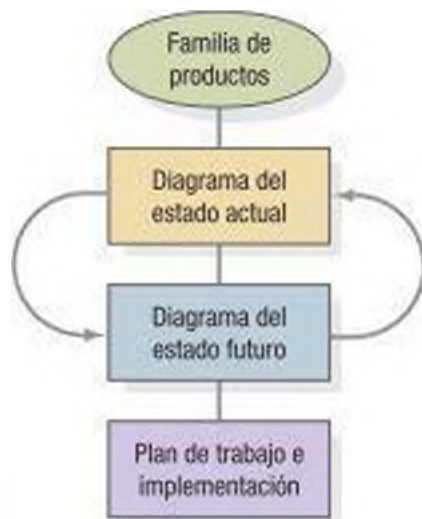 Familia de
productos
Diagrama del
estado actual
Diagrama del
estado futuro
Plan de trabajo e
implementación